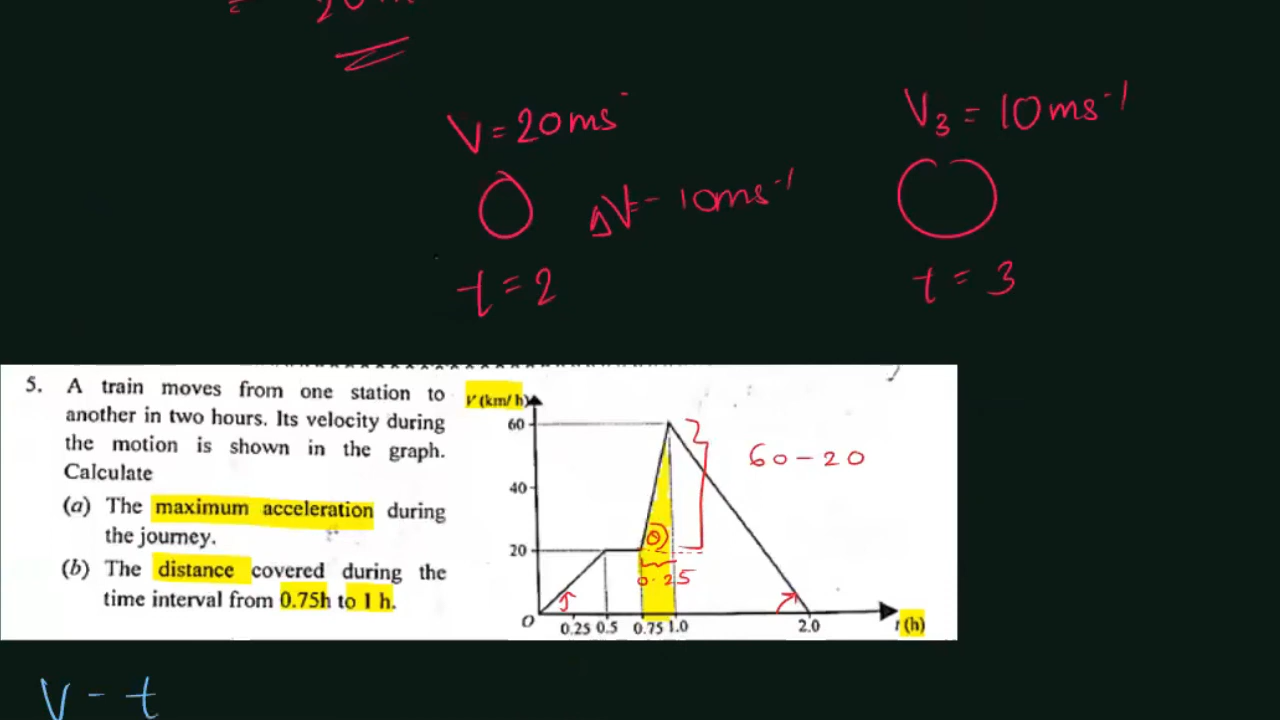 = 20 m
V = 20ms⁻
V₃ = 10ms⁻¹
ΔV = 10ms⁻¹
t = 2
t = 3
5. A train moves from one station to
another in two hours. Its velocity during
the motion is shown in the graph.
Calculate
(a) The maximum acceleration during
the journey.
(b) The distance covered during the
time interval from 0.75h to 1 h.
V (km/h)
60
40
20
O
0.25 0.5 0.75 1.0 2.0
t (h)
60 - 20
θ
0.25
V - t